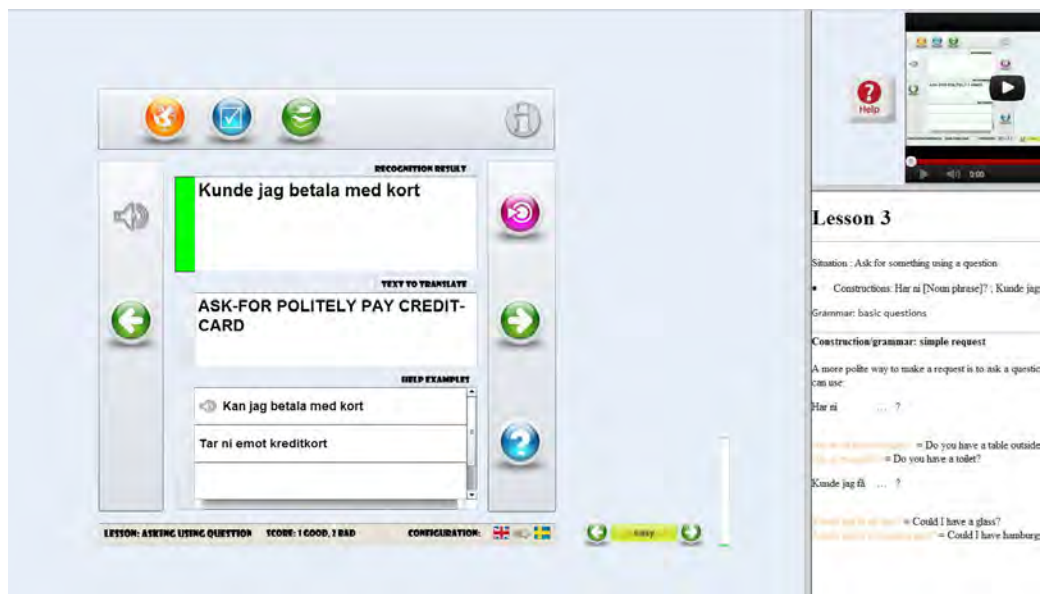 RECOGNITION RESULT
Kunde jag betala med kort
TEXT TO TRANSLATE
ASK-FOR POLITELY PAY CREDIT-
CARD
HELP EXAMPLES
Kan jag betala med kort
Tar ni emot kreditkort
LESSON: ASKING USING QUESTION SCORE: 1 GOOD, 2 BAD CONFIGURATION:
easy
Help
0:00
Lesson 3
Situation : Ask for something using a question
• Constructions: Har ni [Noun phrase]? ; Kunde jag
Grammar: basic questions
Construction/grammar: simple request
A more polite way to make a request is to ask a questio
can use:
Har ni … ?
= Do you have a table outside
= Do you have a toilet?
Kunde jag få … ?
= Could I have a glass?
= Could I have hamburg